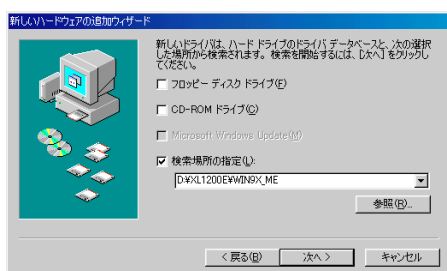 新しいハードウェアの追加ウィザード
新しいドライバは、ハード ドライブのドライバ データベースと、次の選択
した場所から検索されます。検索を開始するには、[次へ] をクリックし
てください。
フロッピー ディスク ドライブ(F)
CD-ROM ドライブ(C)
Microsoft Windows Update(M)
検索場所の指定(L):
D:¥XL1200E¥WIN9X_ME
参照(R)...
< 戻る(B)
次へ >
キャンセル